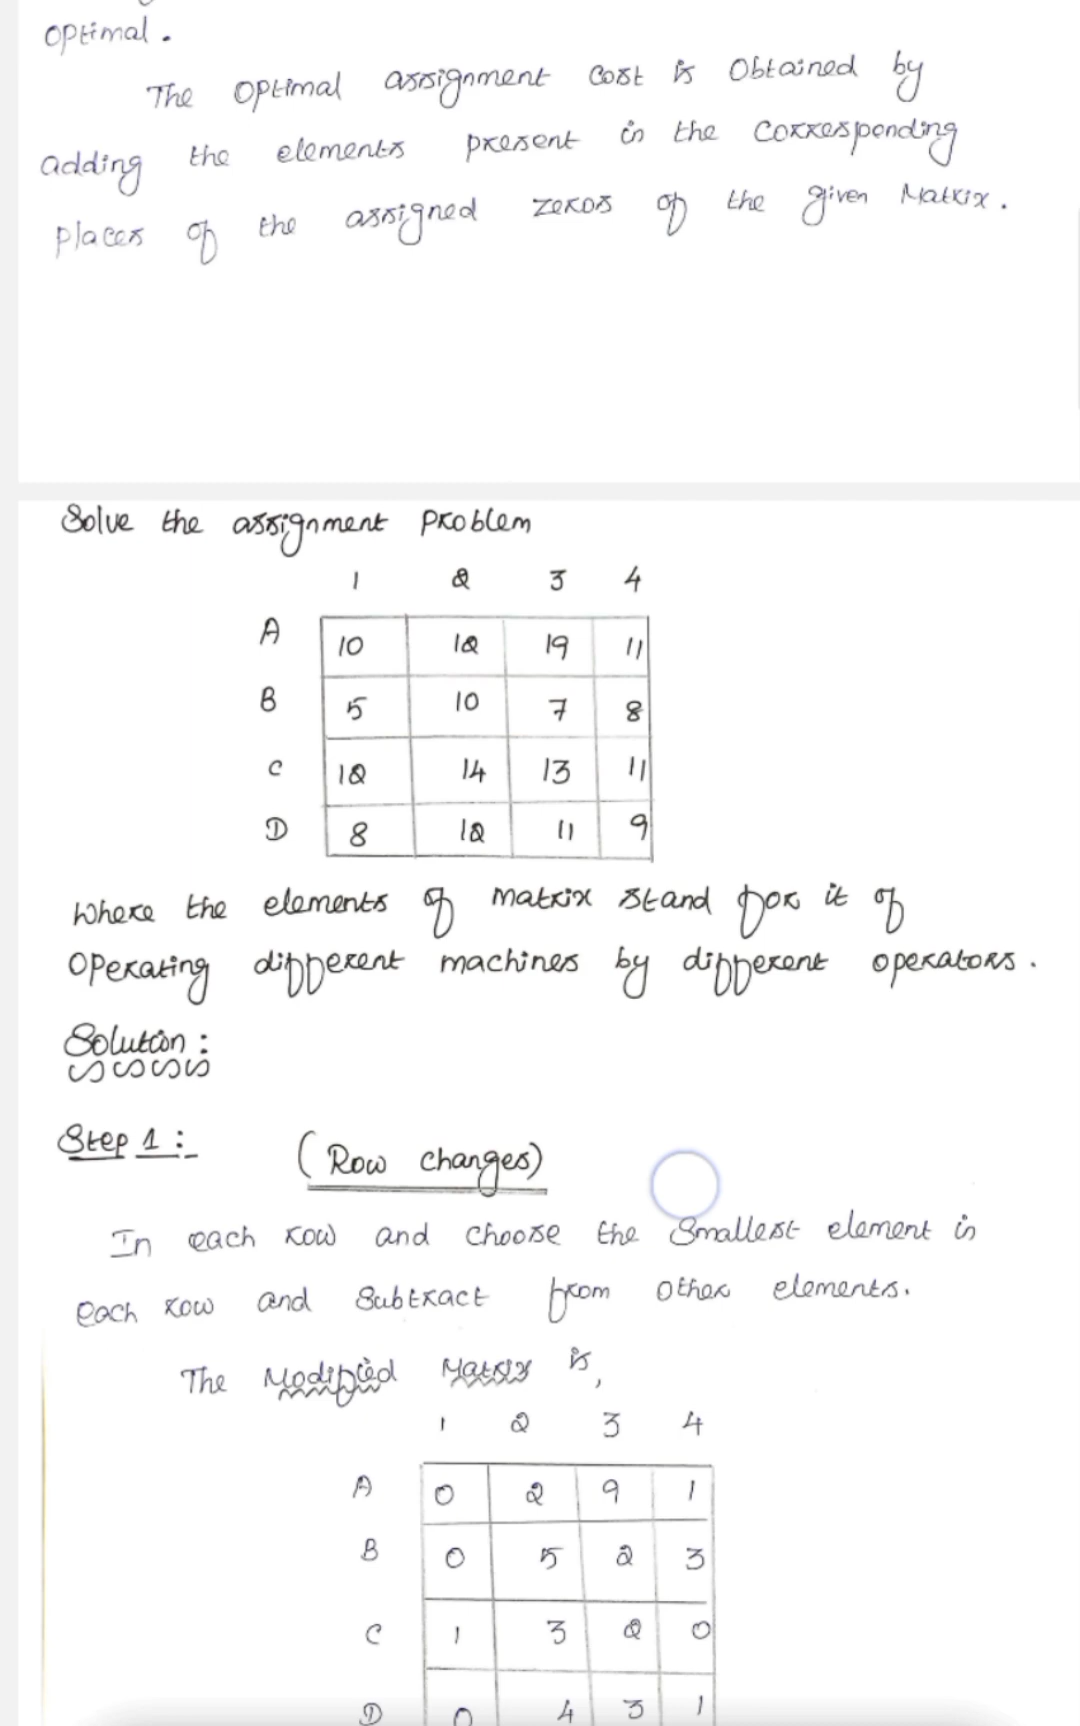 optimal.
The optimal assignment cost is obtained by
adding the elements present in the corresponding
places of the assigned zeros of the given Matrix.
Solve the assignment problem
1 2 3 4
A 10 12 19 11
B 5 10 7 8
C 12 14 13 11
D 8 12 11 9
where the elements of matrix stand for it of
Operating different machines by different operators.
Solution:
Step 1:
(Row changes)
In each row and choose the smallest element in
each row and subtract from other elements.
The Modified Matrix is,
1 2 3 4
A 0 2 9 1
B 0 5 2 3
C 1 3 2 0
D 0 4 3 1